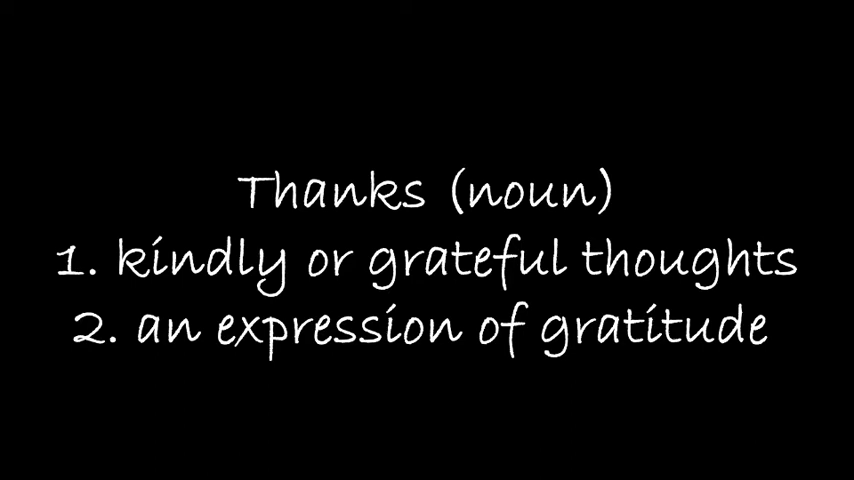 Thanks (noun)
1. kindly or grateful thoughts
2. an expression of gratitude